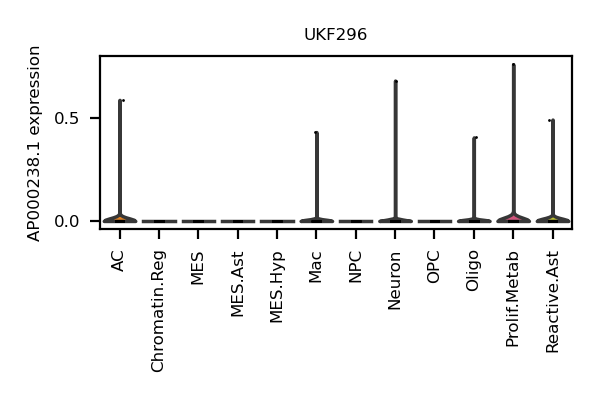 UKF296
AP000238.1 expression
0.5
0.0
AC
Chromatin.Reg
MES
MES.Ast
MES.Hyp
Mac
NPC
Neuron
OPC
Oligo
Prolif.Metab
Reactive.Ast